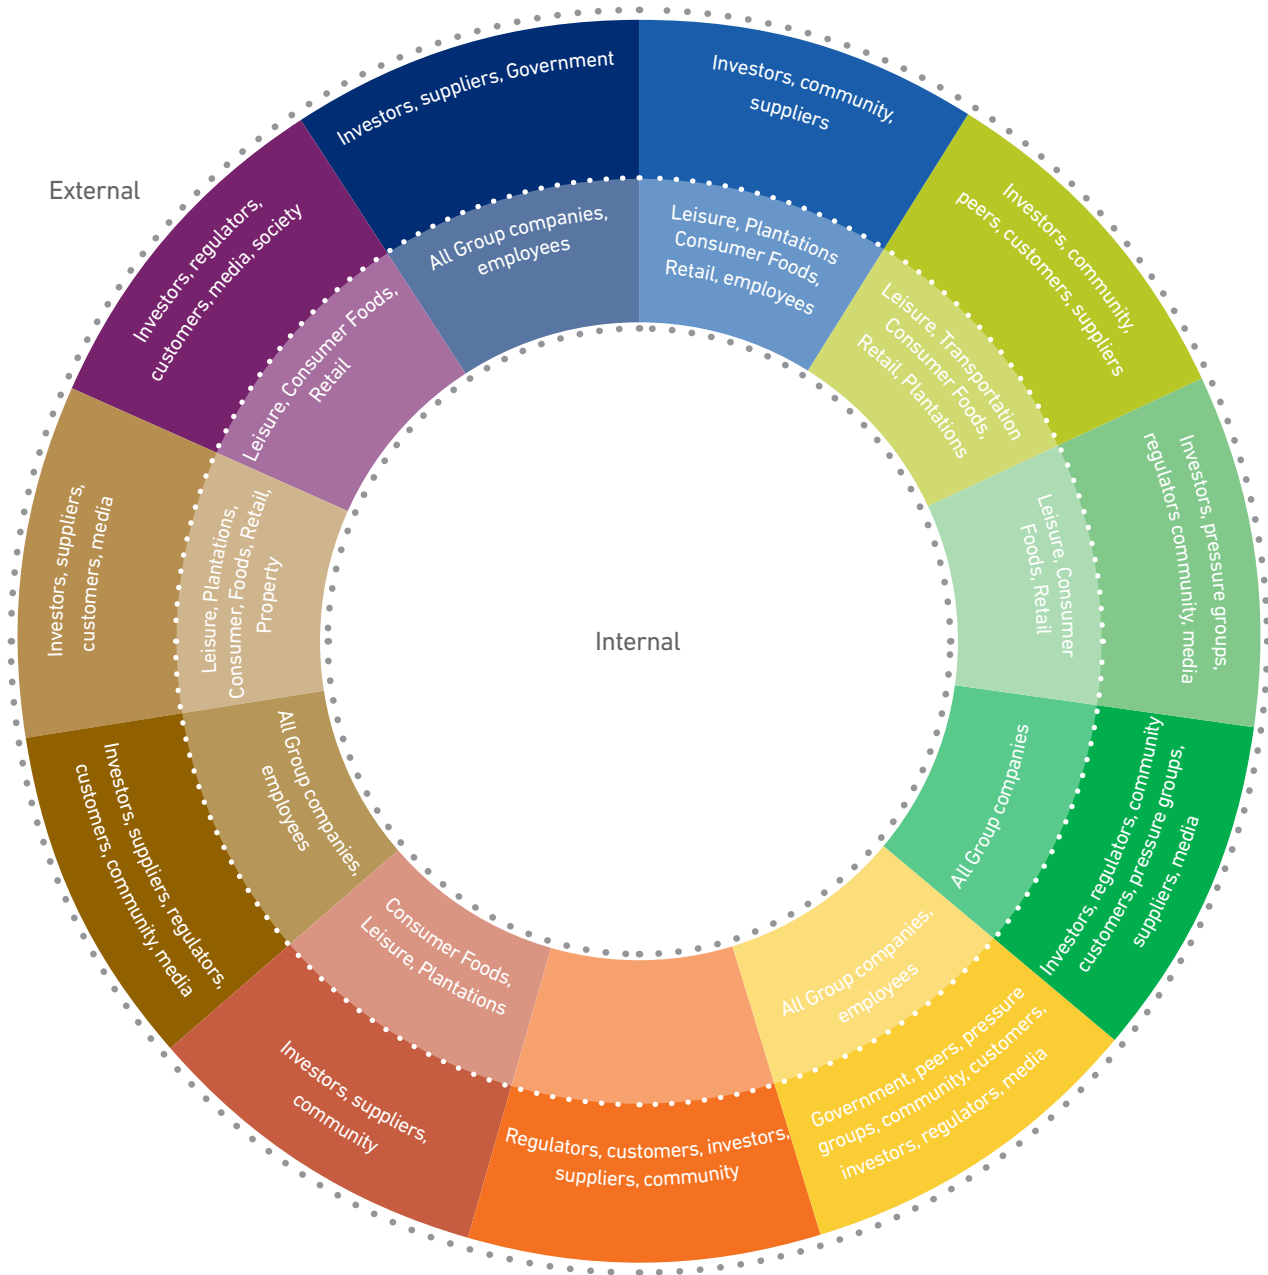 External
Internal
Investors, suppliers, Government
All Group companies,
employees
Investors, community,
suppliers
Leisure, Plantations
Consumer Foods,
Retail, employees
Investors, community,
peers, customers, suppliers
Leisure, Transportation
Consumer Foods,
Retail, Plantations
Investors, pressure groups,
regulators community, media
Leisure, Consumer
Foods, Retail
Investors, regulators, community
customers, pressure groups,
suppliers, media
All Group companies
Government, peers, pressure
groups, community, customers,
investors, regulators, media
All Group companies,
employees
Regulators, customers, investors,
suppliers, community
Investors, suppliers,
community
Consumer Foods,
Leisure, Plantations
Investors, suppliers, regulators,
customers, community, media
All Group companies,
employees
Investors, suppliers,
customers, media
Leisure, Plantations,
Consumer, Foods, Retail,
Property
Investors, regulators,
customers, media, society
Leisure, Consumer Foods,
Retail